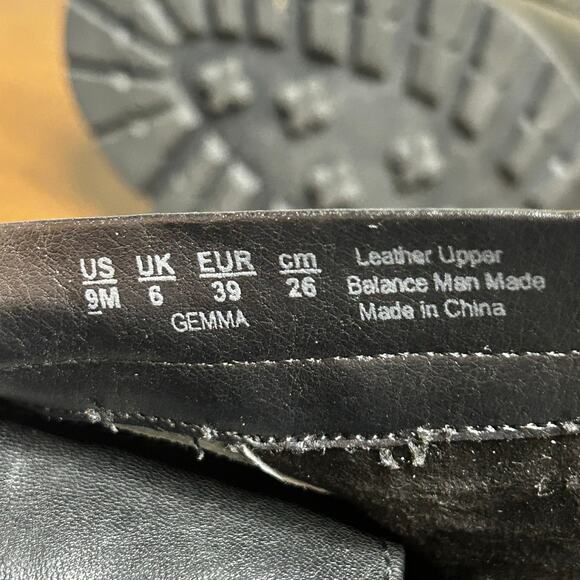 US UK EUR cm
9M 6 39 26
GEMMA
Leather Upper
Balance Man Made
Made in China